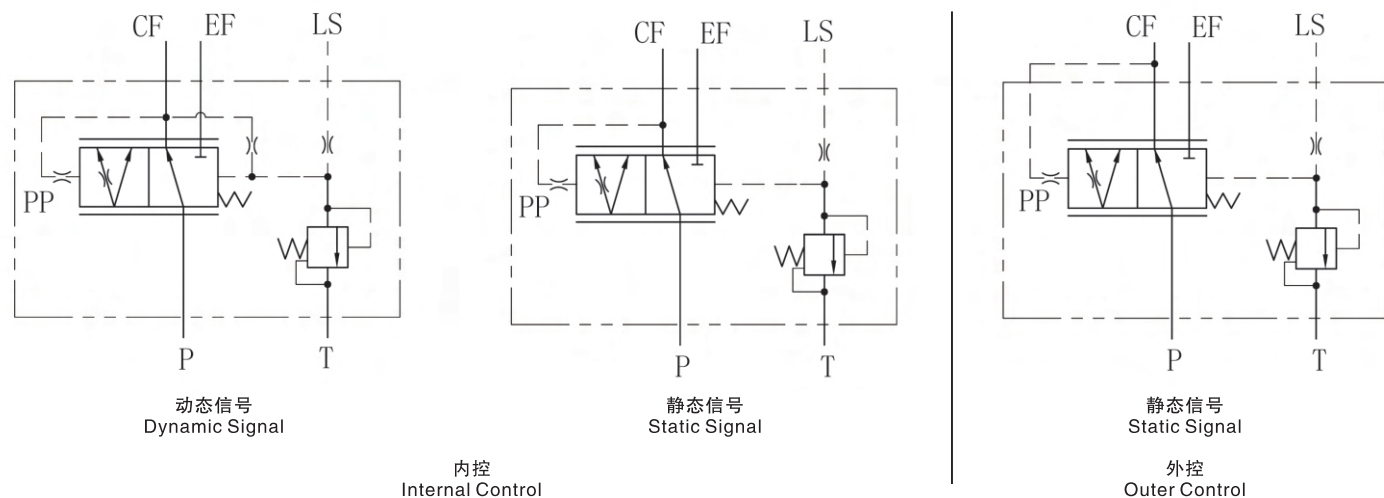 CF EF LS
PP
P T
动态信号
Dynamic Signal
CF EF LS
PP
P T
静态信号
Static Signal
内控
Internal Control
CF EF LS
PP
P T
静态信号
Static Signal
外控
Outer Control